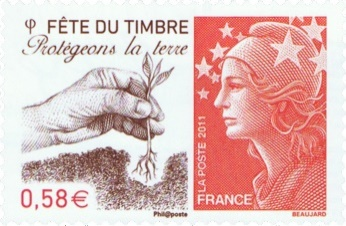 φ FÊTE DU TIMBRE
Protégeons la terre
0,58€
Phil@poste
LA POSTE 2011
FRANCE
BEAUJARD